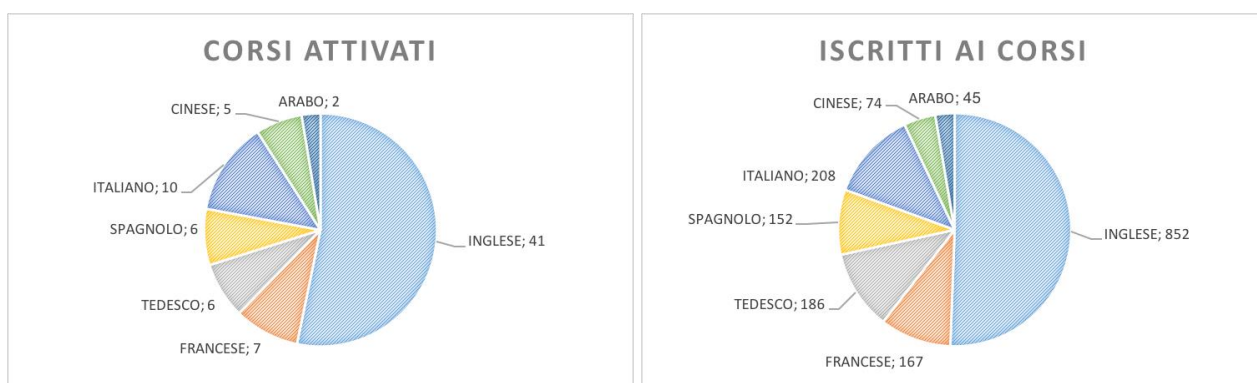 CORSI ATTIVATI
ARABO; 2
CINESE; 5
ITALIANO; 10
SPAGNOLO; 6
INGLESE; 41
TEDESCO; 6
FRANCESE; 7
ISCRITTI AI CORSI
ARABO; 45
CINESE; 74
ITALIANO; 208
SPAGNOLO; 152
INGLESE; 852
TEDESCO; 186
FRANCESE; 167